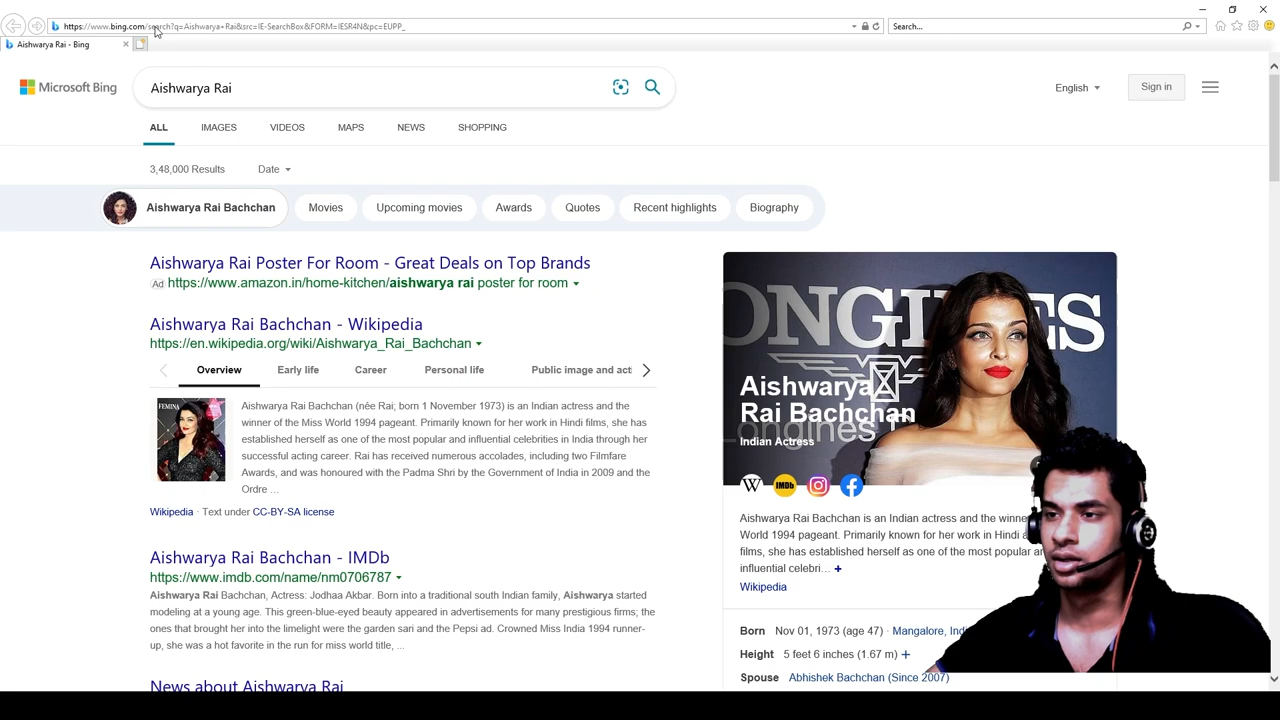 https://www.bing.com/search?q=Aishwarya+Rai&src=IE-SearchBox&FORM=IESR4N&pc=EUPP_
Search...
Aishwarya Rai - Bing
Microsoft Bing
Aishwarya Rai
English
Sign in
ALL
IMAGES
VIDEOS
MAPS
NEWS
SHOPPING
3,48,000 Results
Date
Aishwarya Rai Bachchan
Movies
Upcoming movies
Awards
Quotes
Recent highlights
Biography
Aishwarya Rai Poster For Room - Great Deals on Top Brands
Ad https://www.amazon.in/home-kitchen/aishwarya rai poster for room
Aishwarya Rai Bachchan - Wikipedia
https://en.wikipedia.org/wiki/Aishwarya_Rai_Bachchan
Overview
Early life
Career
Personal life
Public image and act
FEMINA
Aishwarya Rai Bachchan (née Rai; born 1 November 1973) is an Indian actress and the
winner of the Miss World 1994 pageant. Primarily known for her work in Hindi films, she has
established herself as one of the most popular and influential celebrities in India through her
successful acting career. Rai has received numerous accolades, including two Filmfare
Awards, and was honoured with the Padma Shri by the Government of India in 2009 and the
Ordre ...
Wikipedia · Text under CC-BY-SA license
Aishwarya Rai Bachchan - IMDb
https://www.imdb.com/name/nm0706787
Aishwarya Rai Bachchan, Actress: Jodhaa Akbar. Born into a traditional south Indian family, Aishwarya started
modeling at a young age. This green-blue-eyed beauty appeared in advertisements for many prestigious firms; the
ones that brought her into the limelight were the garden sari and the Pepsi ad. Crowned Miss India 1994 runner-
up, she was a hot favorite in the run for miss world title, ...
News about Aishwarya Rai
ONGINES
Aishwarya
Rai Bachchan
Longines
Indian Actress
W
IMDb
Aishwarya Rai Bachchan is an Indian actress and the winne
World 1994 pageant. Primarily known for her work in Hindi
films, she has established herself as one of the most popular ar
influential celebri... +
Wikipedia
Born Nov 01, 1973 (age 47) · Mangalore, Ind
Height 5 feet 6 inches (1.67 m) +
Spouse Abhishek Bachchan (Since 2007)